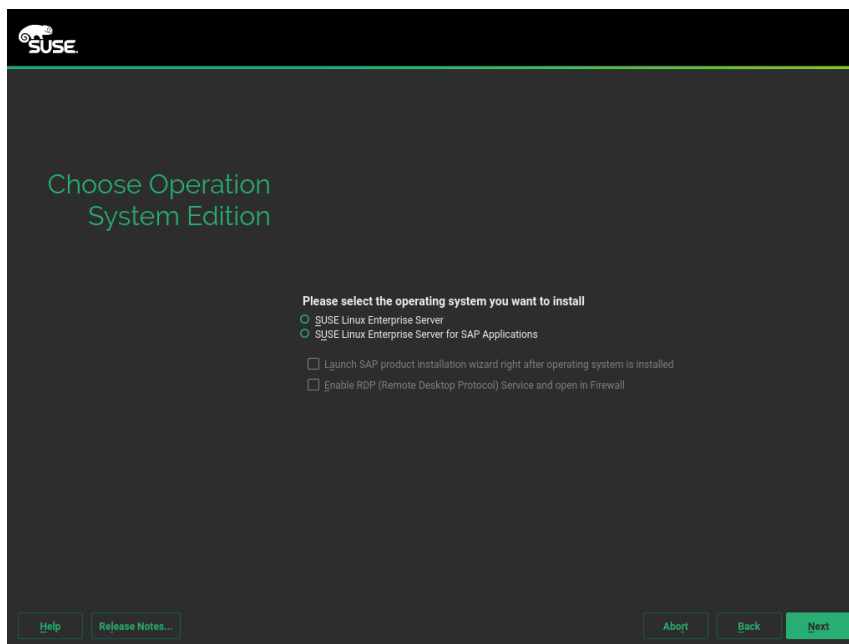 SUSE.
Choose Operation
System Edition
Please select the operating system you want to install
SUSE Linux Enterprise Server
SUSE Linux Enterprise Server for SAP Applications
Launch SAP product installation wizard right after operating system is installed
Enable RDP (Remote Desktop Protocol) Service and open in Firewall
Help Release Notes... Abort Back Next